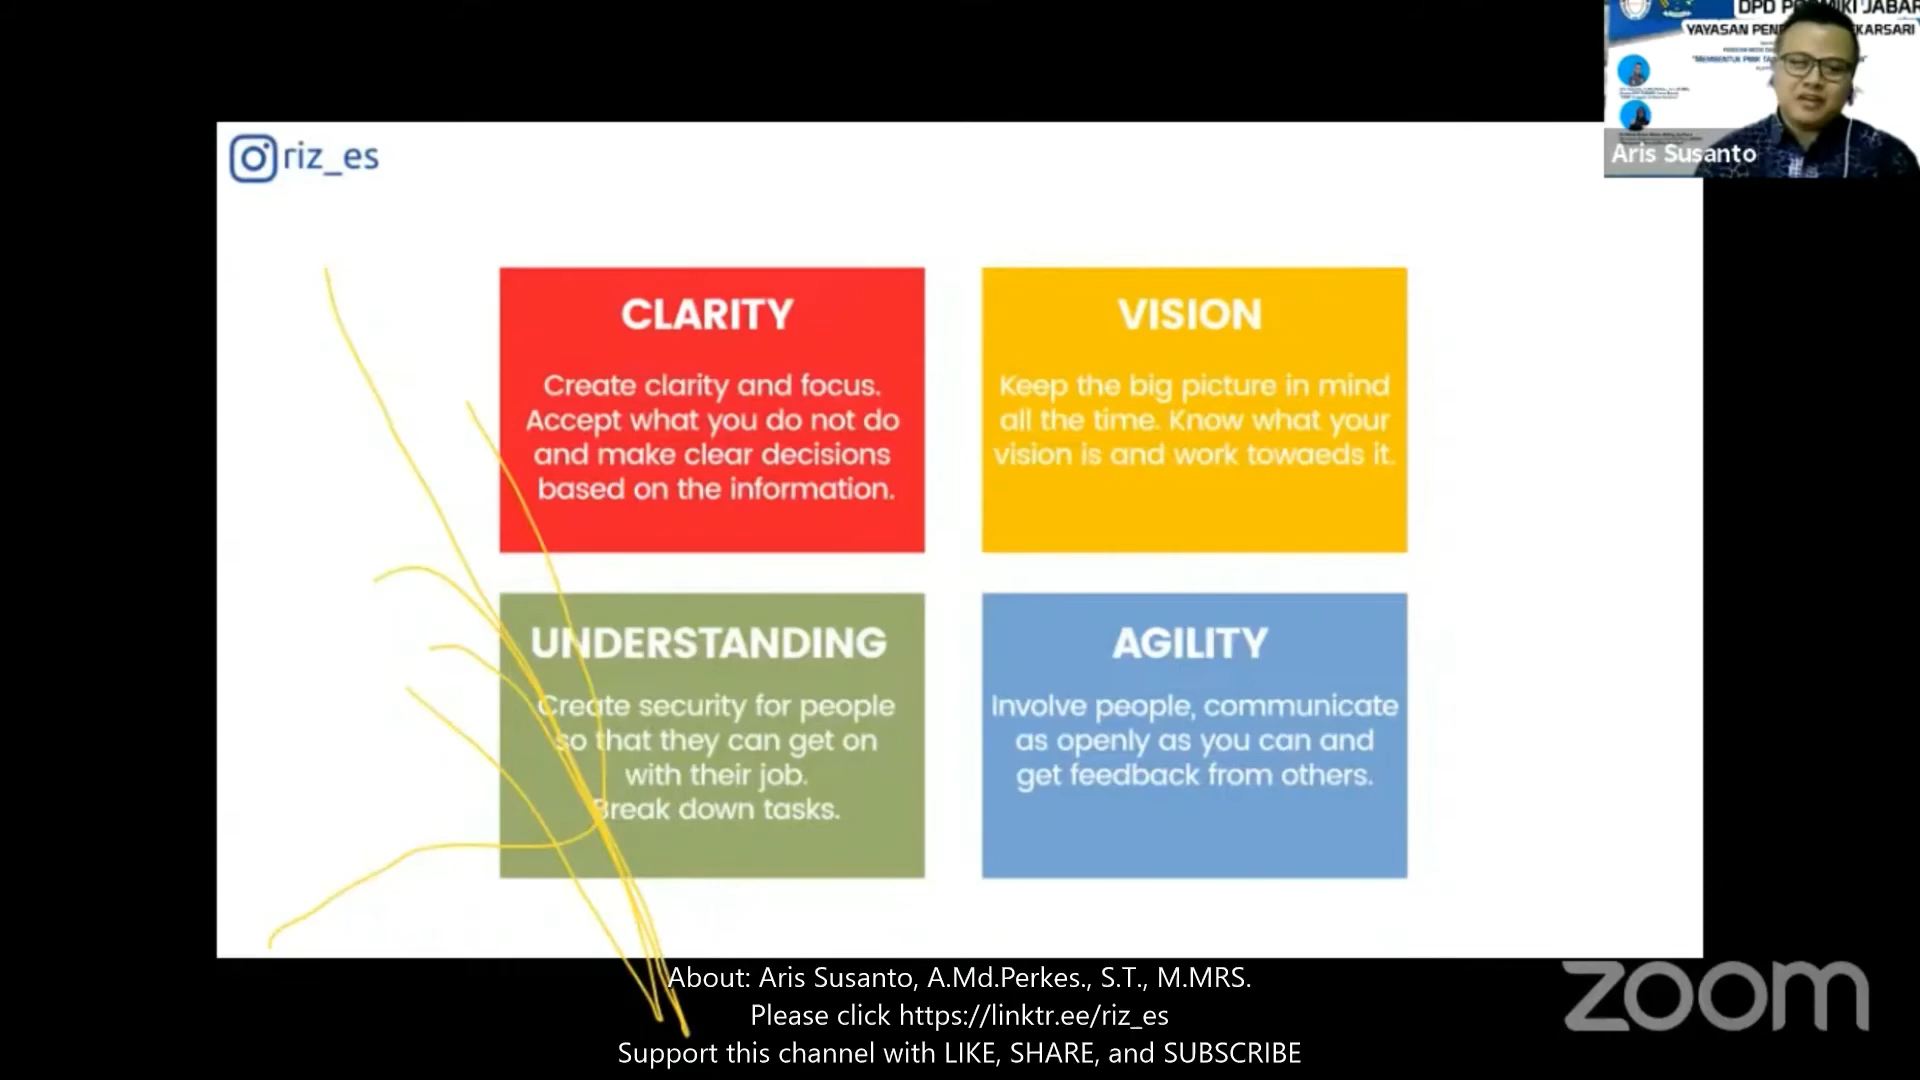 DPD PORMIKI JABAR
EKARSARI
YAYASAN
Aris Susanto
riz_es
CLARITY
Create clarity and focus.
Accept what you do not do
and make clear decisions
based on the information.
VISION
Keep the big picture in mind
all the time. Know what your
vision is and work towaeds it.
UNDERSTANDING
Create security for people
so that they can get on
with their job.
Break down tasks.
AGILITY
Involve people, communicate
as openly as you can and
get feedback from others.
About: Aris Susanto, A.Md.Perkes., S.T., M.MRS.
Please click https://linktr.ee/riz_es
Support this channel with LIKE, SHARE, and SUBSCRIBE
zoom